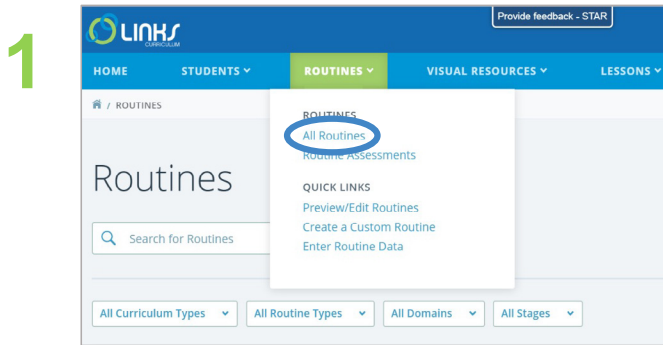 1
Provide feedback - STAR
LINKS
CURRICULUM
HOME STUDENTS ROUTINES VISUAL RESOURCES LESSONS
/ ROUTINES
ROUTINES
All Routines
Routine Assessments
Routines
QUICK LINKS
Preview/Edit Routines
Search for Routines
Create a Custom Routine
Enter Routine Data
All Curriculum Types All Routine Types All Domains All Stages